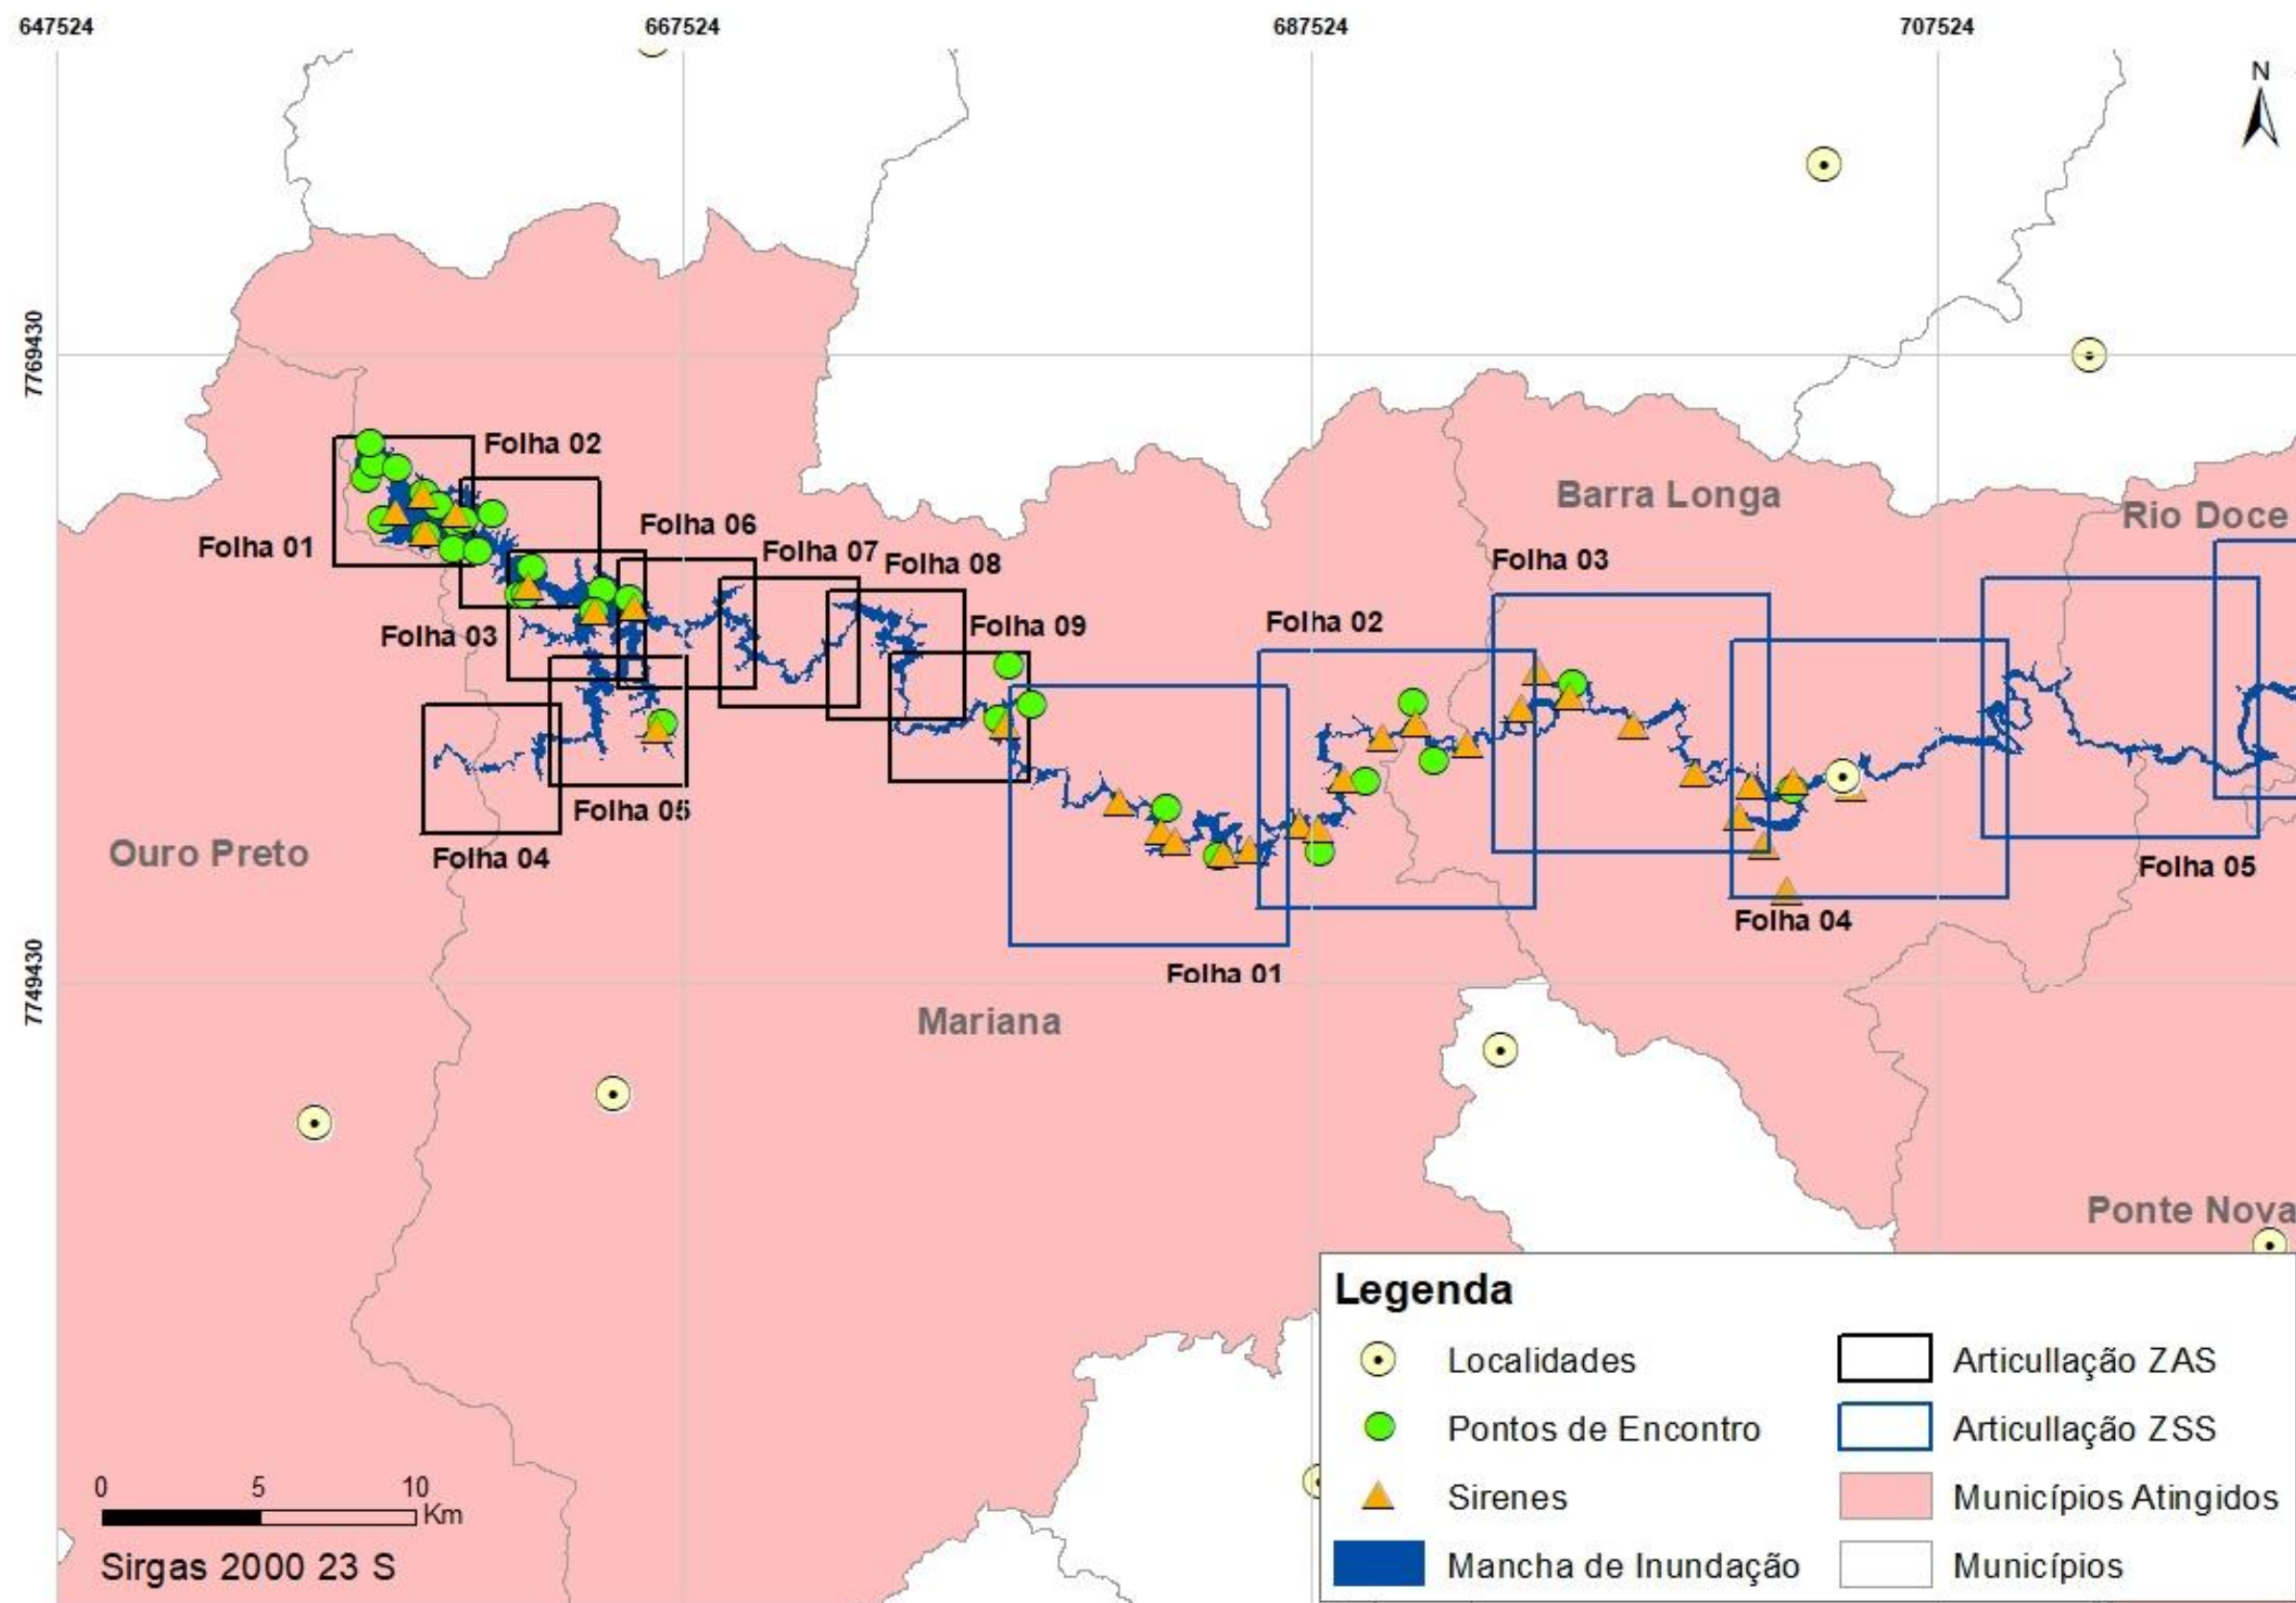 647524
667524
687524
707524
N
7769430
7749430
Folha 02
Folha 01
Folha 06
Folha 07
Folha 08
Folha 03
Folha 09
Folha 04
Folha 05
Barra Longa
Rio Doce
Folha 03
Folha 02
Folha 05
Folha 04
Folha 01
Ouro Preto
Mariana
Ponte Nova
Legenda
Localidades
Pontos de Encontro
Sirenes
Mancha de Inundação
Articullação ZAS
Articullação ZSS
Municípios Atingidos
Municípios
0 5 10
Km
Sirgas 2000 23 S